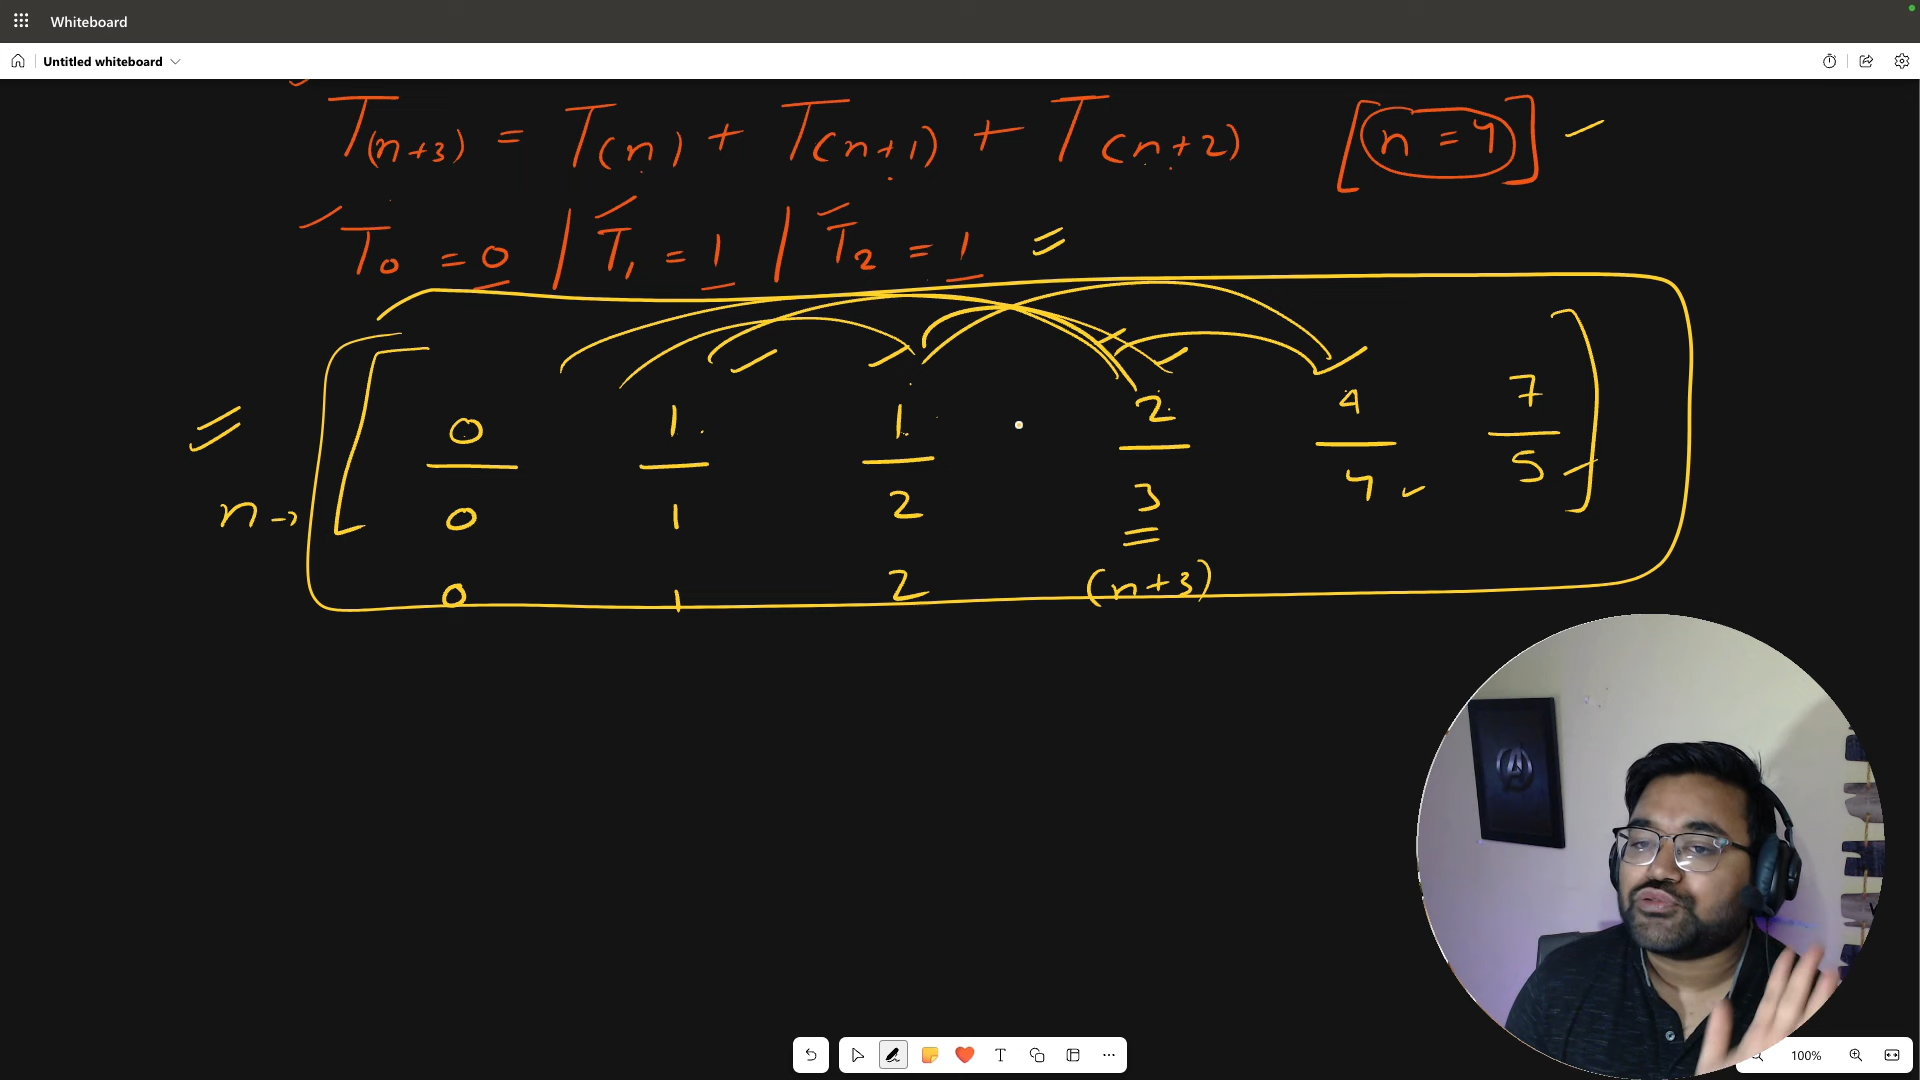 Whiteboard
Untitled whiteboard
T(n+3) = T(n) + T(n+1) + T(n+2) [n = 4]
T0 = 0 | T1 = 1 | T2 = 1 =
0 1 1 2 4 7
n → 0 1 2 3 4 5
0 1 2 (n+3)
100%